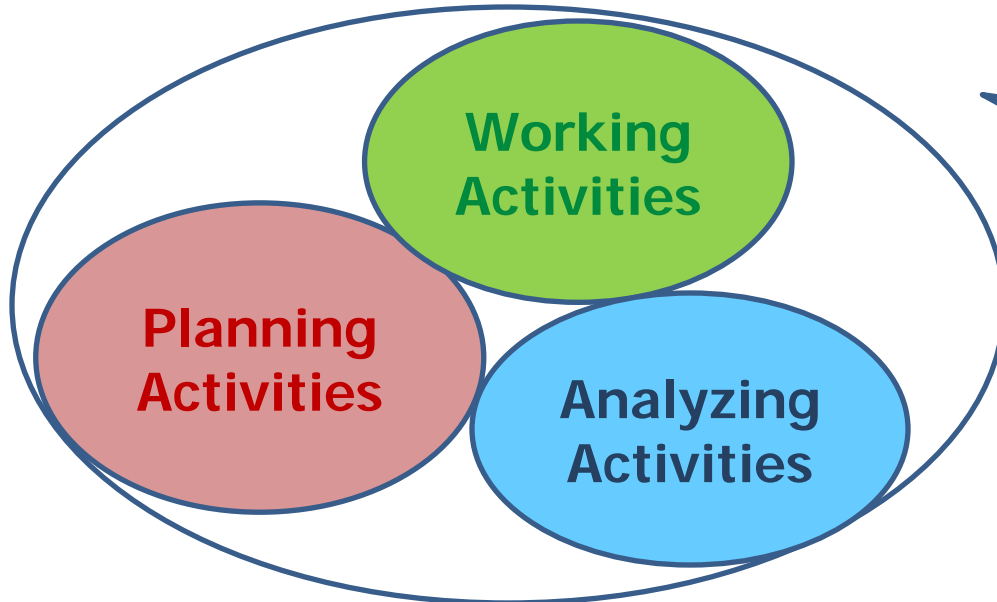 Working
Activities
Planning
Activities
Analyzing
Activities